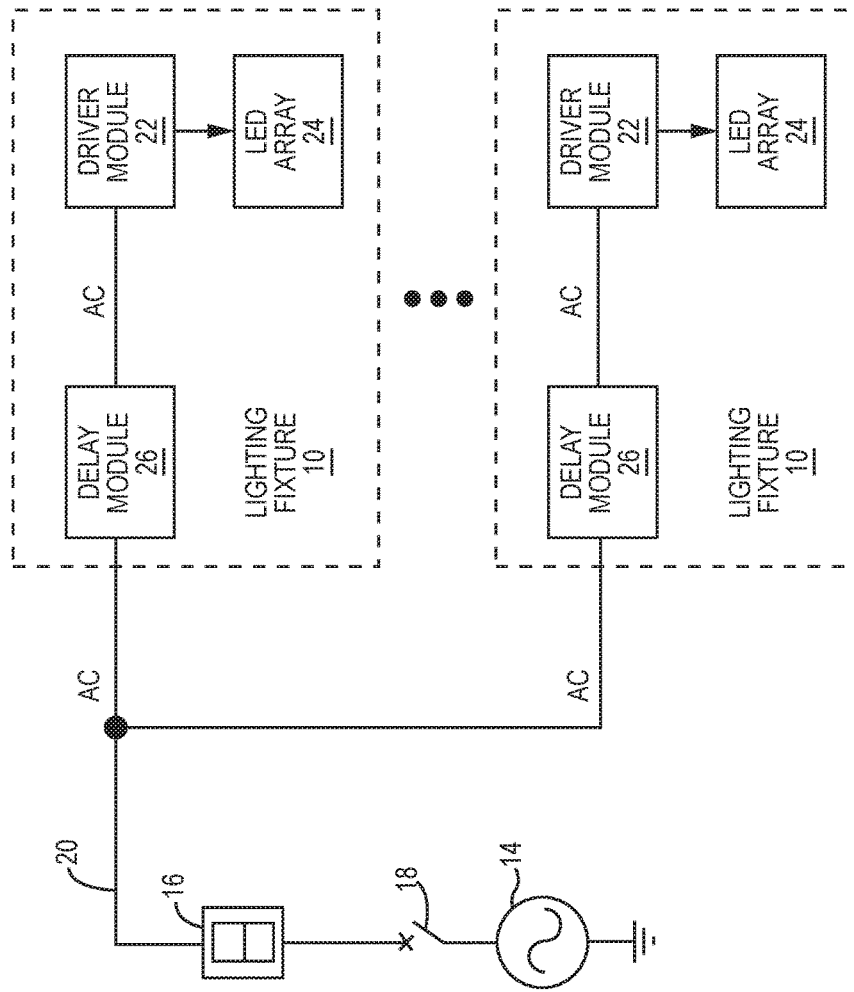 20
16
18
14
AC
DELAY
MODULE
26
AC
DRIVER
MODULE
22
LED
ARRAY
24
LIGHTING
FIXTURE
10
AC
DELAY
MODULE
26
AC
DRIVER
MODULE
22
LED
ARRAY
24
LIGHTING
FIXTURE
10